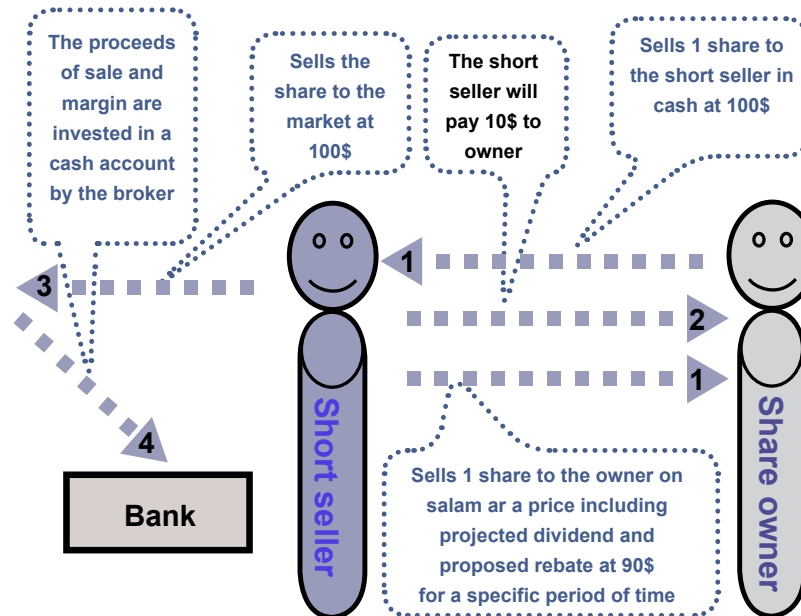 The proceeds
of sale and
margin are
invested in a
cash account
by the broker
Sells the
share to the
market at
100$
The short
seller will
pay 10$ to
owner
Sells 1 share to
the short seller in
cash at 100$
1
3
2
1
4
Short seller
Share owner
Bank
Sells 1 share to the owner on
salam ar a price including
projected dividend and
proposed rebate at 90$
for a specific period of time